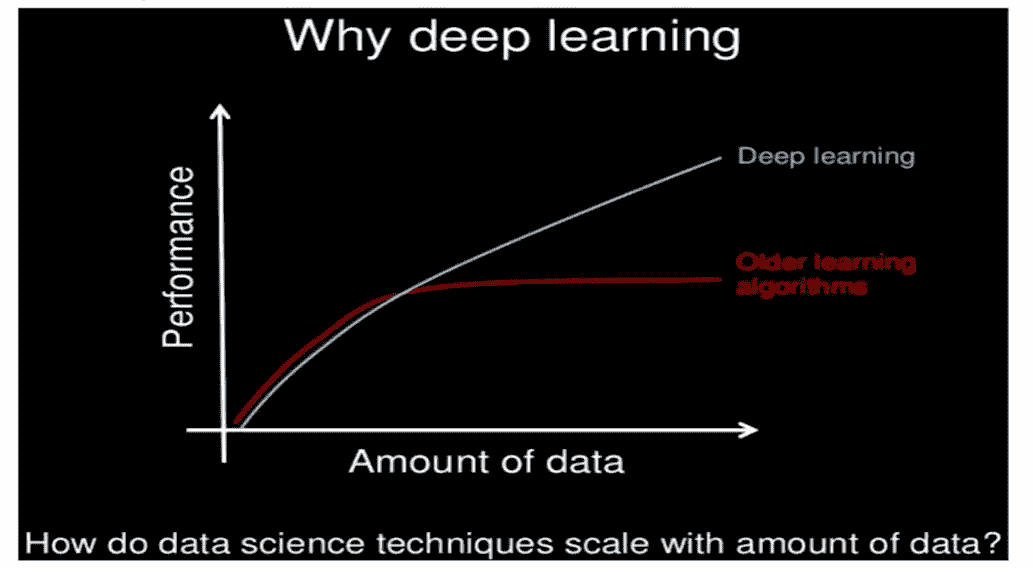 Why deep learning
Deep learning
Older learning
algorithms
Performance
Amount of data
How do data science techniques scale with amount of data?